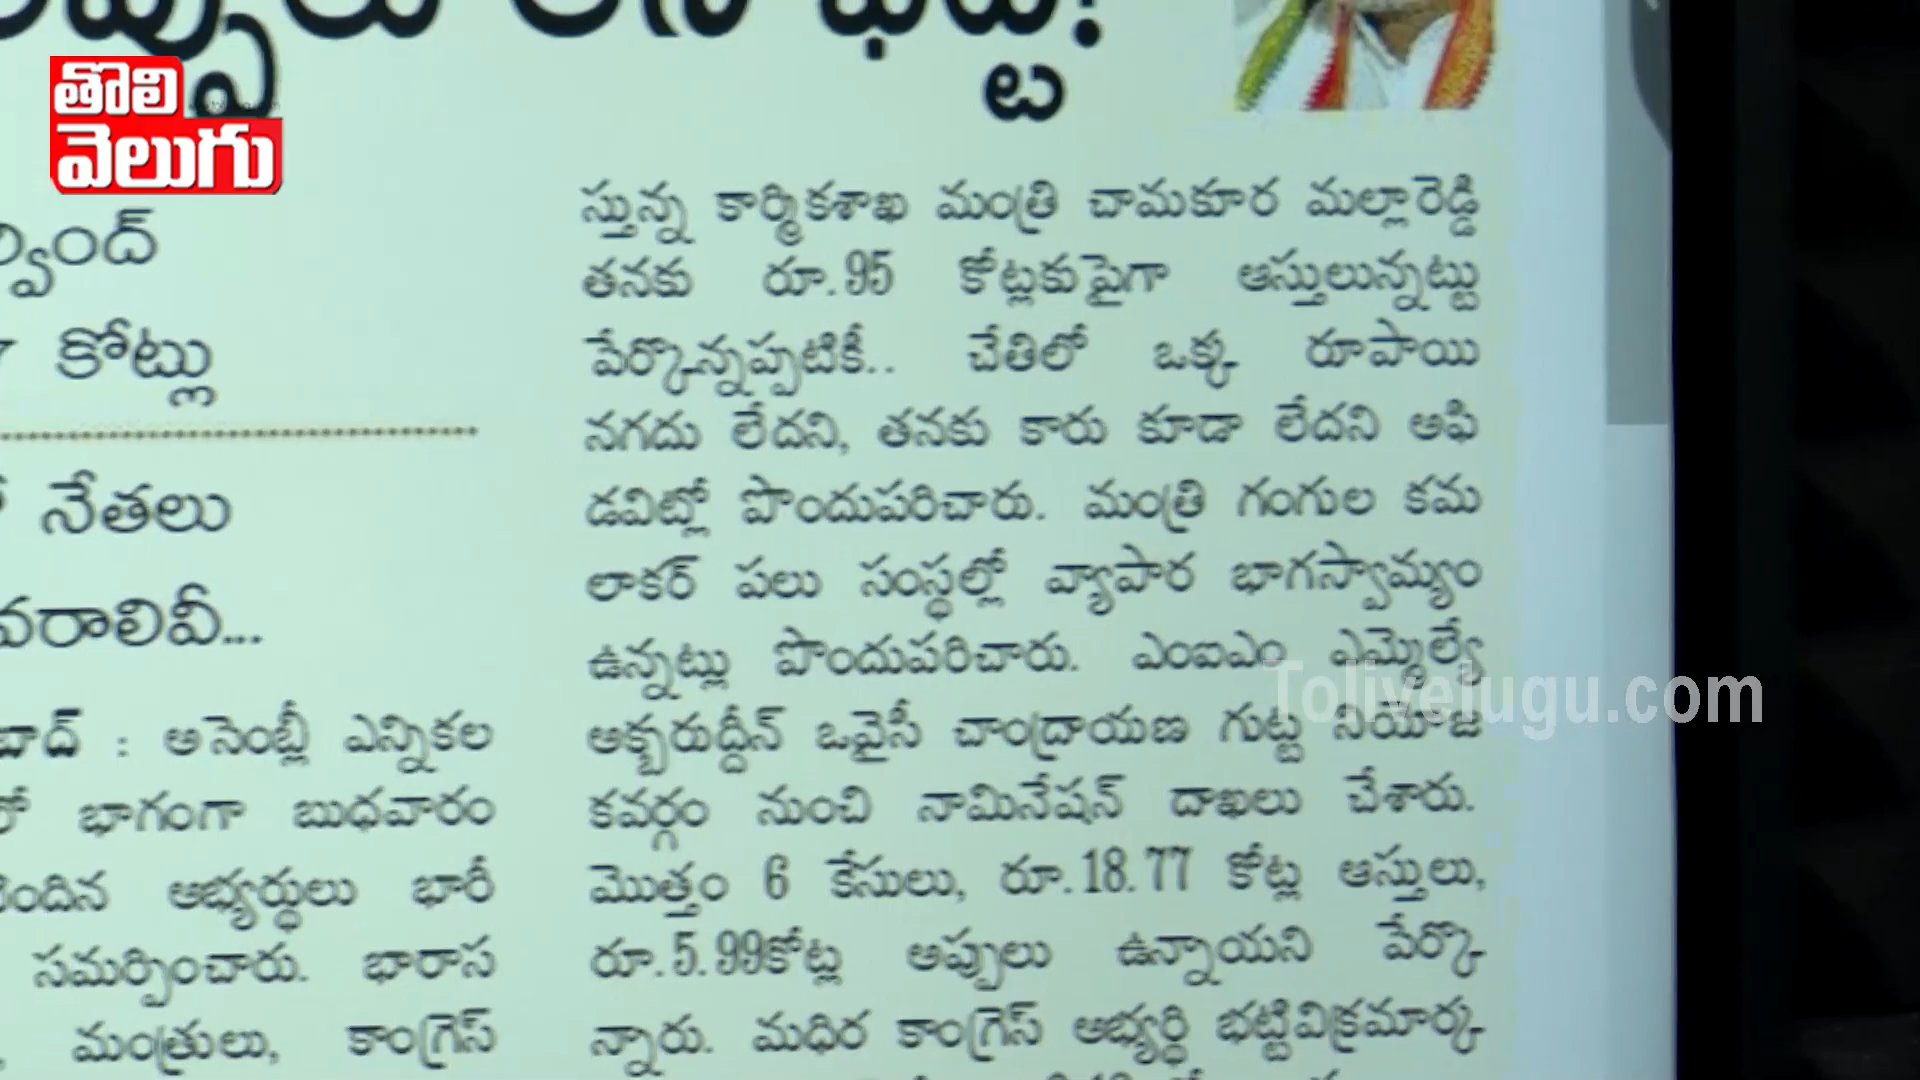 అప్పులు లేని భట్టి!
తొలి
వెలుగు
కోట్లు
నేతలు
స్తున్న కార్మికశాఖ మంత్రి చామకూర మల్లారెడ్డి
తనకు రూ.95 కోట్లకుపైగా ఆస్తులున్నట్టు
పేర్కొన్నప్పటికీ.. చేతిలో ఒక్క రూపాయి
నగదు లేదని, తనకు కారు కూడా లేదని అఫి
డవిట్లో పొందుపరిచారు. మంత్రి గంగుల కమ
లాకర్ పలు సంస్థల్లో వ్యాపార భాగస్వామ్యం
ఉన్నట్లు పొందుపరిచారు. ఎంఐఎం ఎమ్మెల్యే
అక్బరుద్దీన్ ఒవైసీ చాంద్రాయణ గుట్ట నియోజ
కవర్గం నుంచి నామినేషన్ దాఖలు చేశారు.
మొత్తం 6 కేసులు, రూ.18.77 కోట్ల ఆస్తులు,
రూ.5.99కోట్ల అప్పులు ఉన్నాయని పేర్కొ
న్నారు. మధిర కాంగ్రెస్ అభ్యర్థి భట్టివిక్రమార్క
: అసెంబ్లీ ఎన్నికల
భాగంగా బుధవారం
అభ్యర్థులు భారీ
సమర్పించారు. భారాస
మంత్రులు, కాంగ్రెస్
Tolivelugu.com